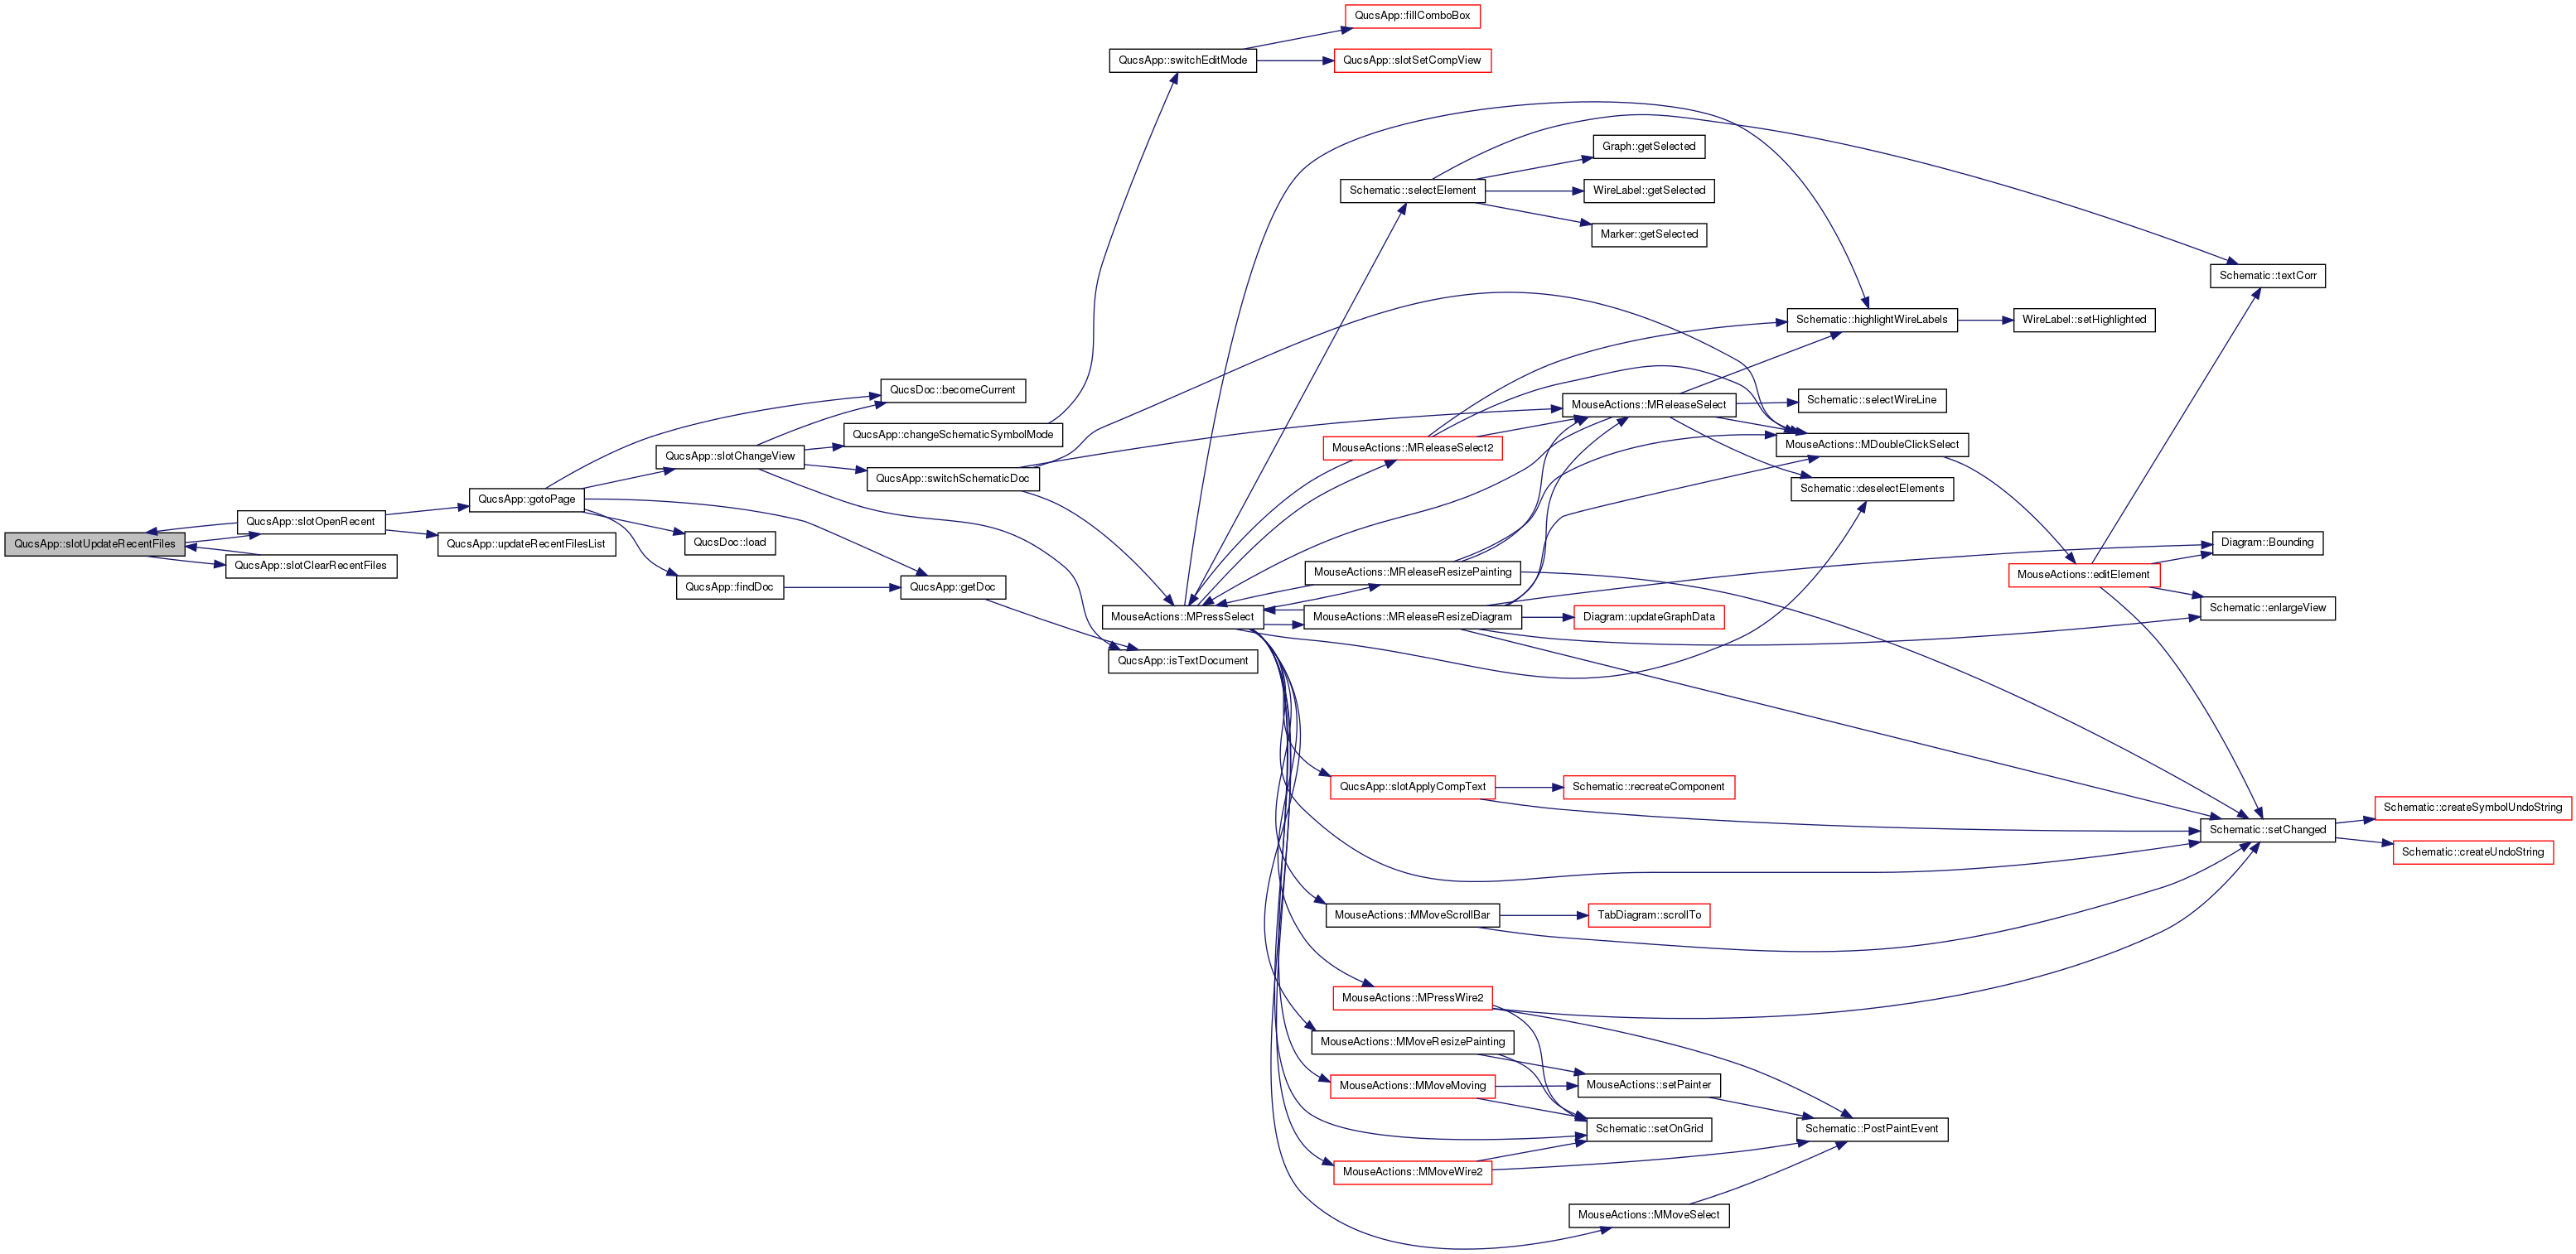 QucsApp::fillComboBox
QucsApp::switchEditMode
QucsApp::slotSetCompView
Graph::getSelected
Schematic::selectElement
WireLabel::getSelected
Marker::getSelected
Schematic::textCorr
Schematic::highlightWireLabels
WireLabel::setHighlighted
QucsDoc::becomeCurrent
Schematic::selectWireLine
MouseActions::MReleaseSelect
QucsApp::changeSchematicSymbolMode
MouseActions::MReleaseSelect2
MouseActions::MDoubleClickSelect
QucsApp::slotChangeView
QucsApp::switchSchematicDoc
Schematic::deselectElements
QucsApp::gotoPage
QucsApp::slotOpenRecent
QucsApp::slotUpdateRecentFiles
QucsApp::updateRecentFilesList
QucsDoc::load
Diagram::Bounding
QucsApp::slotClearRecentFiles
MouseActions::MReleaseResizePainting
MouseActions::editElement
QucsApp::findDoc
QucsApp::getDoc
Schematic::enlargeView
MouseActions::MPressSelect
MouseActions::MReleaseResizeDiagram
Diagram::updateGraphData
QucsApp::isTextDocument
QucsApp::slotApplyCompText
Schematic::recreateComponent
Schematic::createSymbolUndoString
Schematic::setChanged
Schematic::createUndoString
MouseActions::MMoveScrollBar
TabDiagram::scrollTo
MouseActions::MPressWire2
MouseActions::MMoveResizePainting
MouseActions::MMoveMoving
MouseActions::setPainter
Schematic::setOnGrid
Schematic::PostPaintEvent
MouseActions::MMoveWire2
MouseActions::MMoveSelect